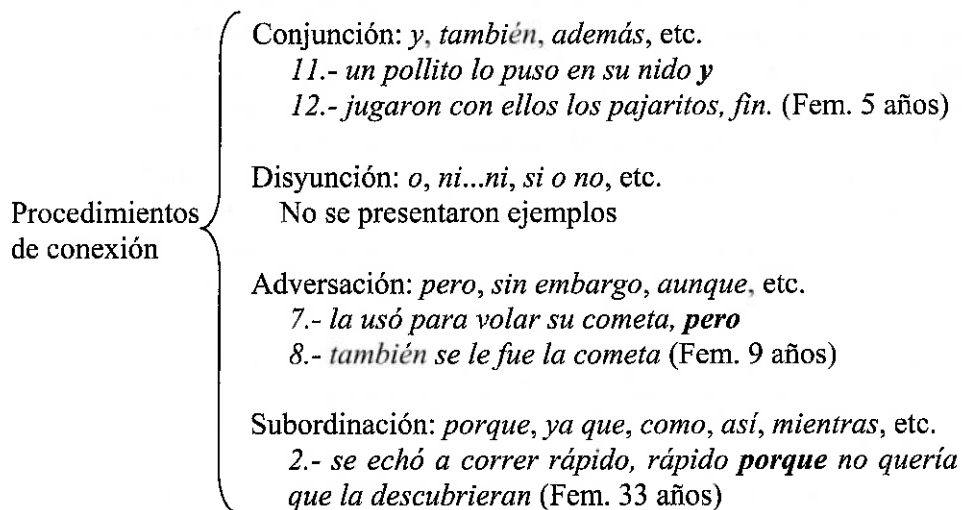 Conjunción: y, también, además, etc.
11.- un pollito lo puso en su nido y
12.- jugaron con ellos los pajaritos, fin. (Fem. 5 años)
Disyunción: o, ni...ni, si o no, etc.
No se presentaron ejemplos
Procedimientos
de conexión
Adversación: pero, sin embargo, aunque, etc.
7.- la usó para volar su cometa, pero
8.- también se le fue la cometa (Fem. 9 años)
Subordinación: porque, ya que, como, así, mientras, etc.
2.- se echó a correr rápido, rápido porque no quería
que la descubrieran (Fem. 33 años)